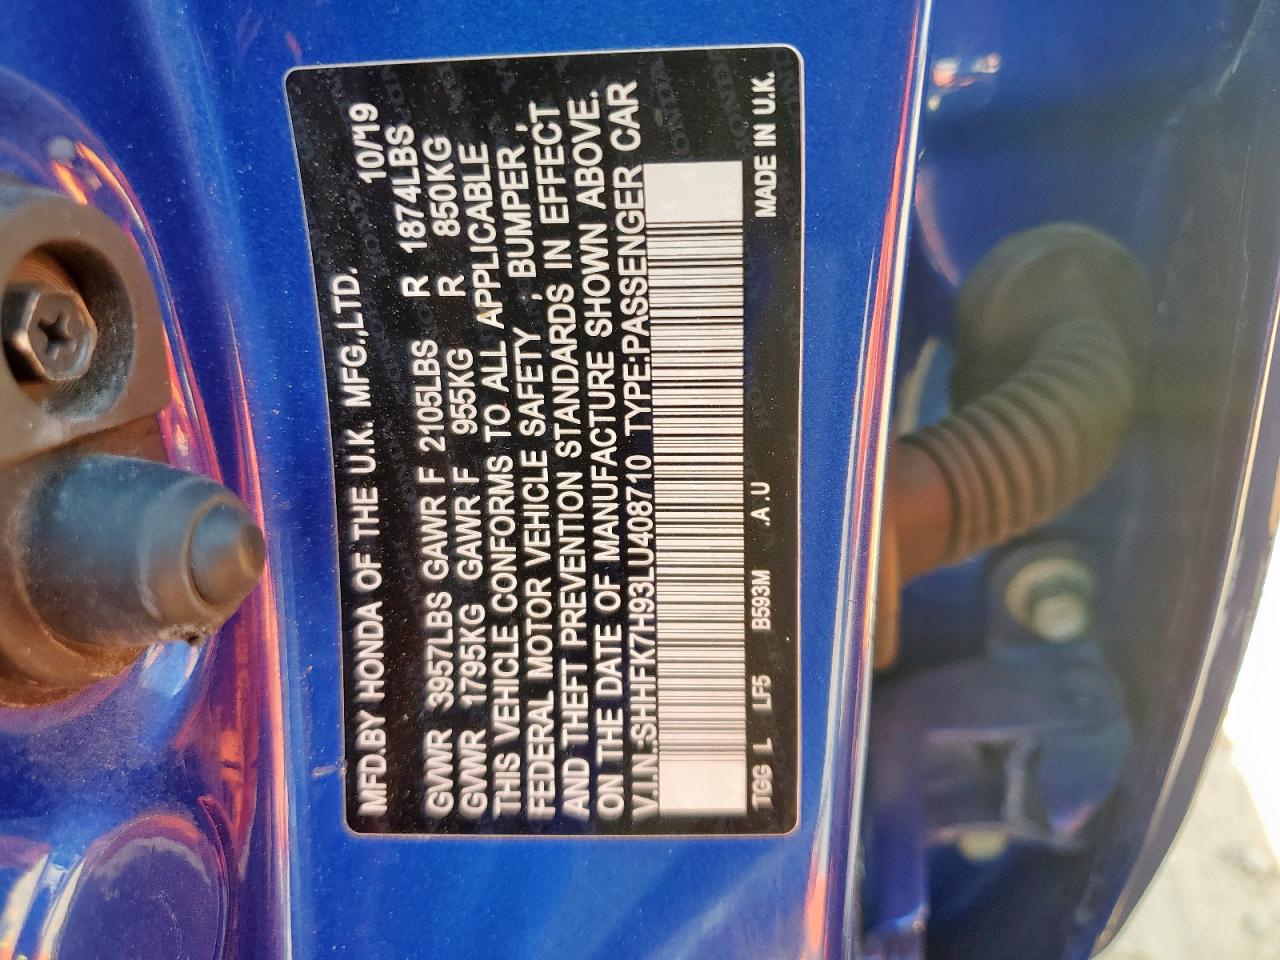 MFD.BY HONDA OF THE U.K. MFG.,LTD. 10/'19
GVWR 3957LBS GAWR F 2105LBS R 1874LBS
GVWR 1795KG GAWR F 955KG R 850KG
THIS VEHICLE CONFORMS TO ALL APPLICABLE
FEDERAL MOTOR VEHICLE SAFETY , BUMPER ,
AND THEFT PREVENTION STANDARDS IN EFFECT
ON THE DATE OF MANUFACTURE SHOWN ABOVE.
V.I.N.:SHHFK7H93LU408710 TYPE:PASSENGER CAR
TGG L LF5 B593M .A.U MADE IN U.K.